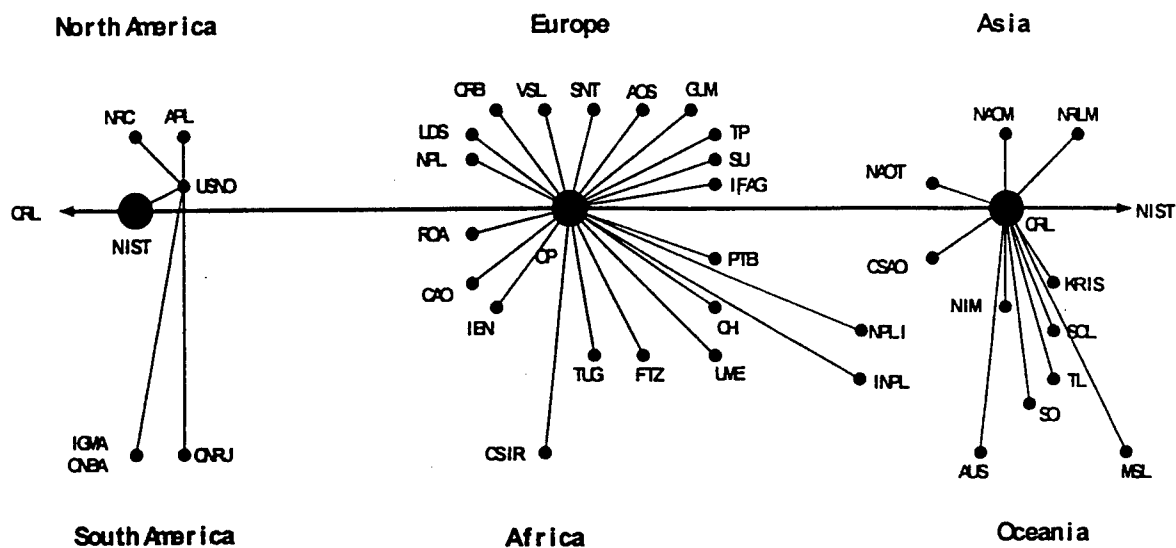 North America
Europe
Asia
NRC
APL
USNO
CRL
NIST
ORB
VSL
SNT
AOS
GUM
LDS
NPL
TP
SU
IFAG
ROA
OP
CAO
IEN
PTB
CH
NPLI
INPL
TUG
FTZ
UME
CSIR
NAOM
NRLM
NAOT
NIST
CRL
CSAO
KRIS
NIM
SCL
TL
SO
AUS
MSL
IGMA
ONBA
ONRJ
South America
Africa
Oceania